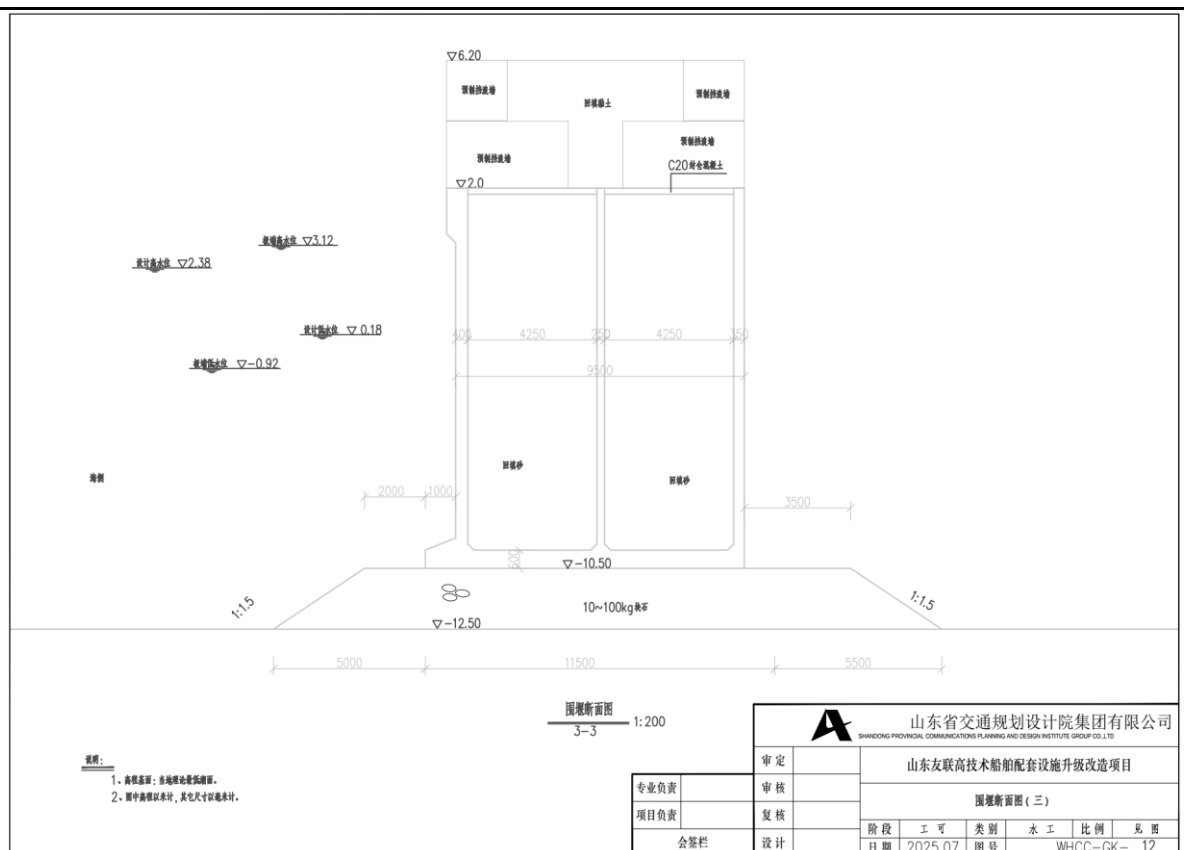 ▽6.20
预制挡浪墙
回填黏土
预制挡浪墙
预制挡浪墙
预制挡浪墙
C20封仓混凝土
▽2.0
极端高水位 ▽3.12
设计高水位 ▽2.38
设计低水位 ▽ 0.18
极端低水位 ▽-0.92
400 4250 250 4250 350
9500
海侧
回填砂
回填砂
2000 1000
3500
600
▽-10.50
1:1.5
10~100kg块石
1:1.5
▽-12.50
5000 11500 5500
围堰断面图
3-3
1:200
说明:
1、高程基面:当地理论最低潮面。
2、图中高程以米计,其它尺寸以毫米计。
山东省交通规划设计院集团有限公司
SHANDONG PROVINCIAL COMMUNICATIONS PLANNING AND DESIGN INSTITUTE GROUP CO.,LTD
审定
山东友联高技术船舶配套设施升级改造项目
专业负责
审核
围堰断面图(三)
项目负责
复核
阶段 工可 类别 水工 比例 见图
会签栏
设计
日期 2025.07 图号 WHCC-GK- 12